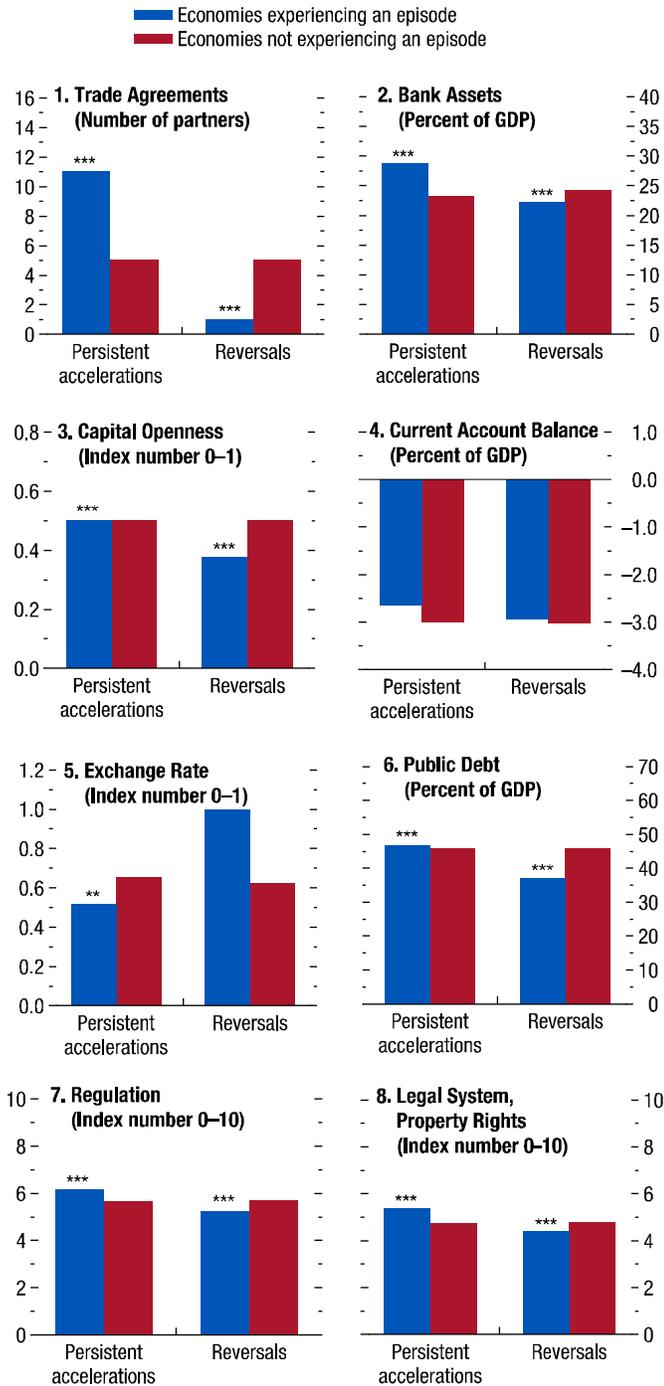 Economies experiencing an episode
Economies not experiencing an episode
1. Trade Agreements
(Number of partners)
16
14
12
10
8
6
4
2
0
***
***
Persistent
accelerations
Reversals
2. Bank Assets
(Percent of GDP)
40
35
30
25
20
15
10
5
0
***
***
Persistent
accelerations
Reversals
3. Capital Openness
(Index number 0–1)
0.8
0.6
0.4
0.2
0.0
***
***
Persistent
accelerations
Reversals
4. Current Account Balance
(Percent of GDP)
1.0
0.0
–1.0
–2.0
–3.0
–4.0
Persistent
accelerations
Reversals
5. Exchange Rate
(Index number 0–1)
1.2
1.0
0.8
0.6
0.4
0.2
0.0
**
Persistent
accelerations
Reversals
6. Public Debt
(Percent of GDP)
70
60
50
40
30
20
10
0
***
***
Persistent
accelerations
Reversals
7. Regulation
(Index number 0–10)
10
8
6
4
2
0
***
***
Persistent
accelerations
Reversals
8. Legal System,
Property Rights
(Index number 0–10)
10
8
6
4
2
0
***
***
Persistent
accelerations
Reversals